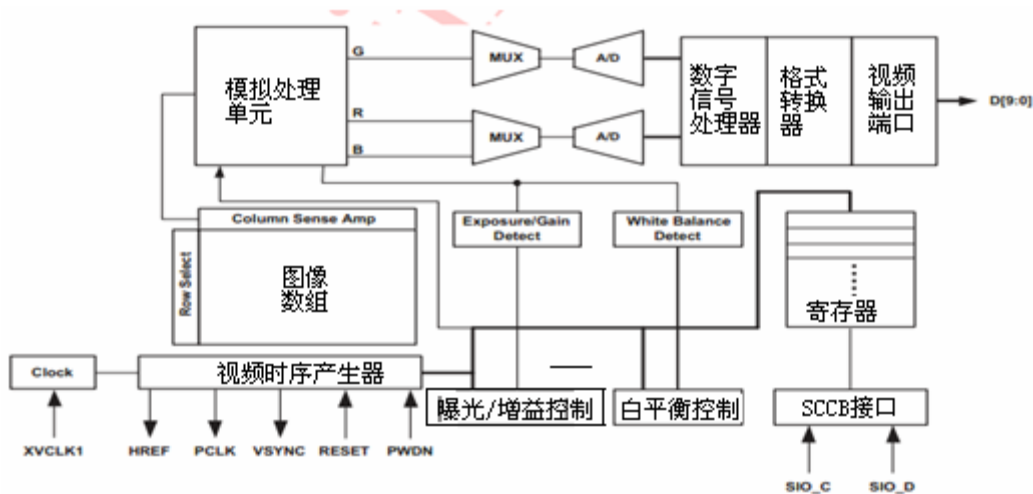 模拟处理
单元
G
R
B
MUX
A/D
MUX
A/D
数字
信号
处理器
格式
转换
器
视频
输出
端口
D[9:0]
Column Sense Amp
Row Select
图像
数组
Exposure/Gain
Detect
White Balance
Detect
寄存器
Clock
视频时序产生器
曝光/增益控制
白平衡控制
SCCB接口
XVCLK1
HREF
PCLK
VSYNC
RESET
PWDN
SIO_C
SIO_D